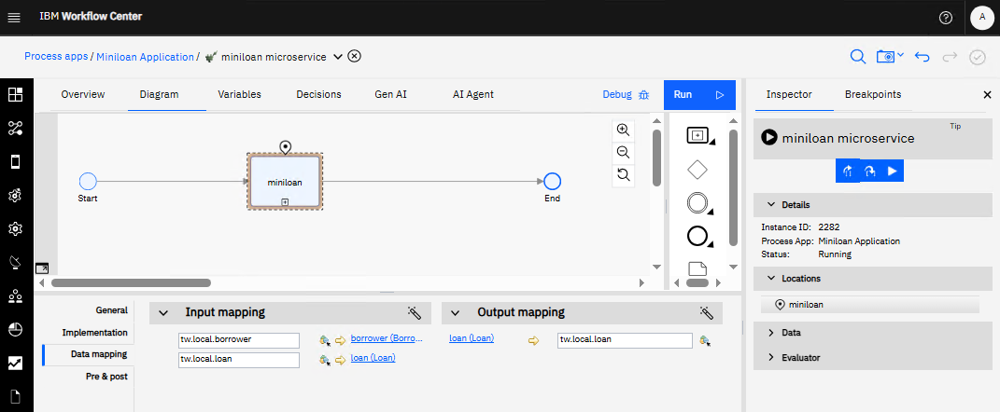 IBM Workflow Center
A
Process apps / Miniloan Application / miniloan microservice
Overview Diagram Variables Decisions Gen AI AI Agent Debug Run
Inspector Breakpoints
Tip
miniloan microservice
miniloan
Start
End
Details
Instance ID: 2282
Process App: Miniloan Application
Status: Running
Locations
miniloan
Data
Evaluator
General
Implementation
Data mapping
Pre & post
Input mapping
tw.local.borrower borrower (Borro...
tw.local.loan loan (Loan)
Output mapping
loan (Loan) tw.local.loan